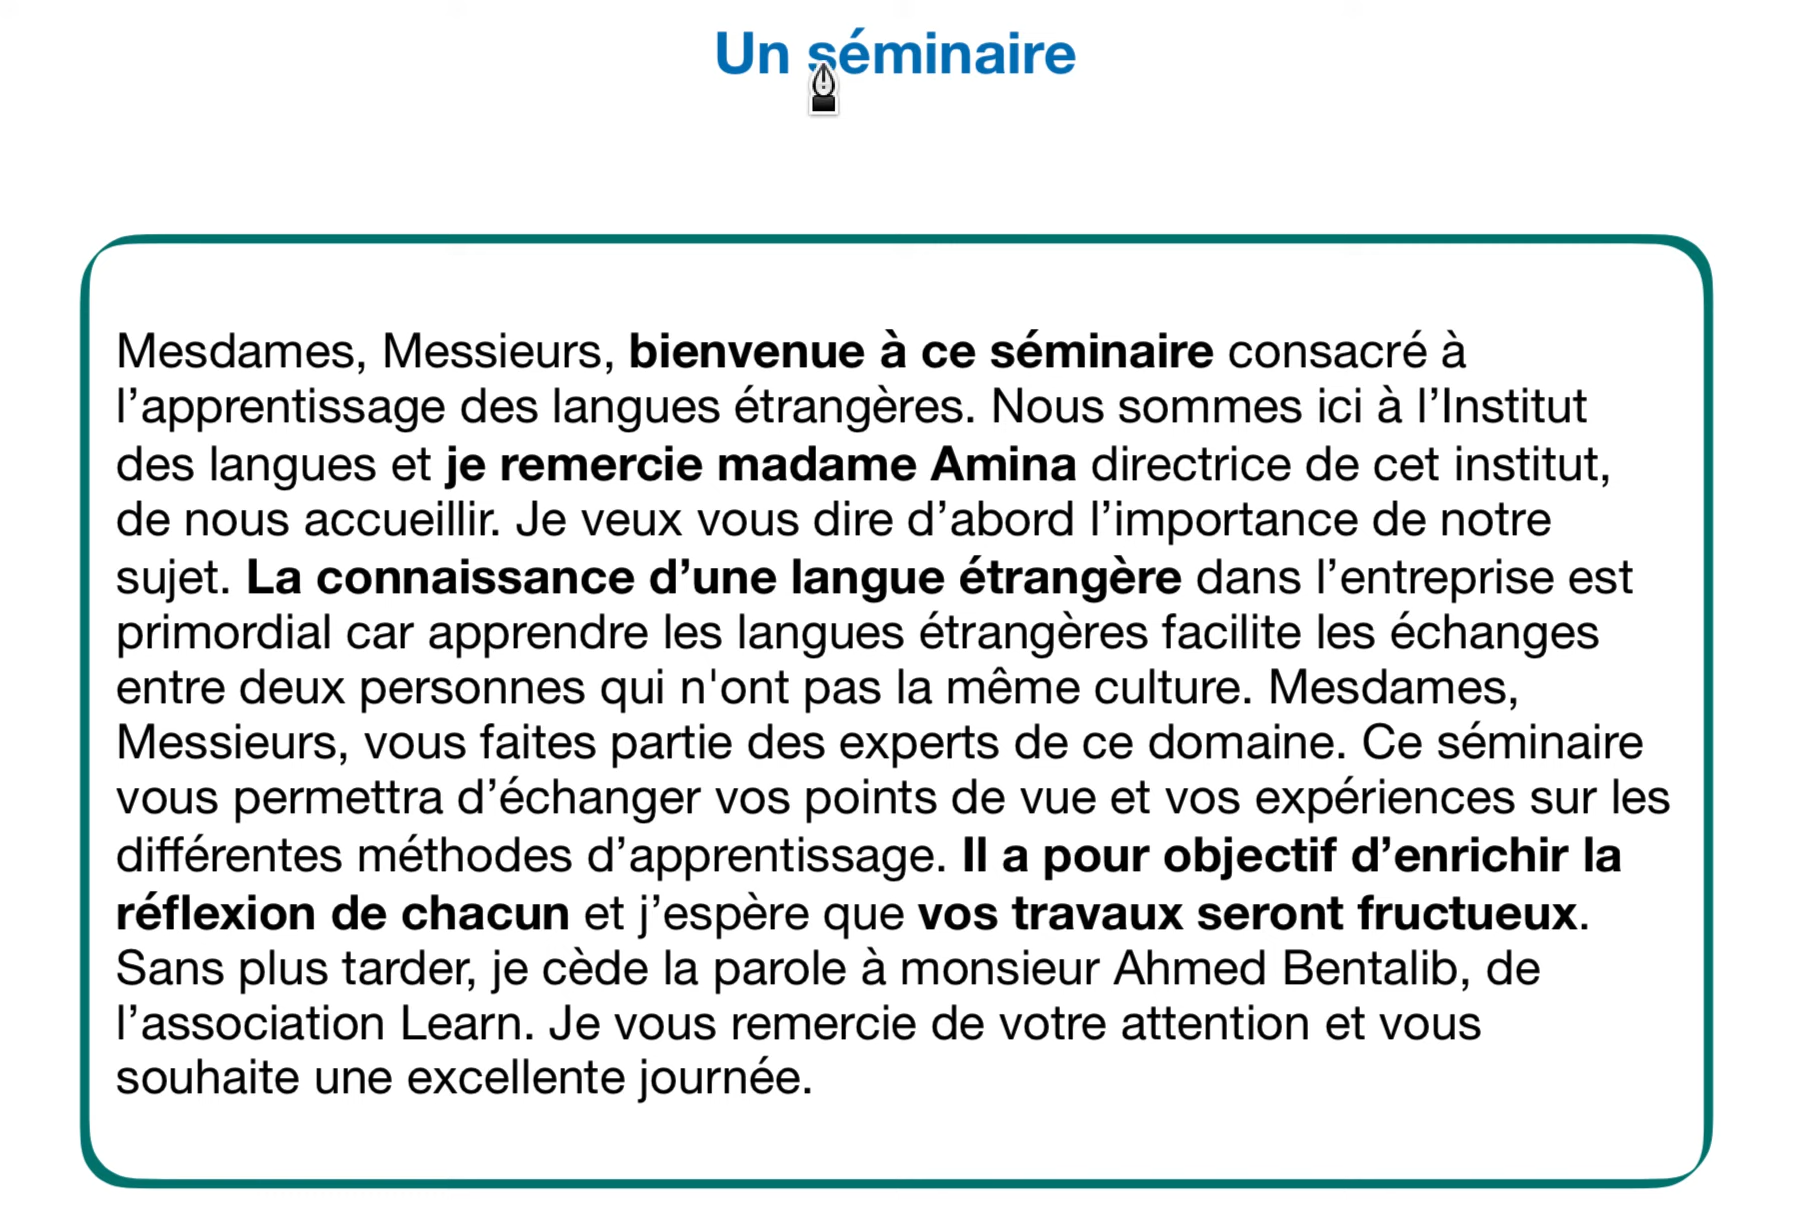 Un séminaire
Mesdames, Messieurs, bienvenue à ce séminaire consacré à
l’apprentissage des langues étrangères. Nous sommes ici à l’Institut
des langues et je remercie madame Amina directrice de cet institut,
de nous accueillir. Je veux vous dire d’abord l’importance de notre
sujet. La connaissance d’une langue étrangère dans l’entreprise est
primordial car apprendre les langues étrangères facilite les échanges
entre deux personnes qui n'ont pas la même culture. Mesdames,
Messieurs, vous faites partie des experts de ce domaine. Ce séminaire
vous permettra d’échanger vos points de vue et vos expériences sur les
différentes méthodes d’apprentissage. Il a pour objectif d’enrichir la
réflexion de chacun et j’espère que vos travaux seront fructueux.
Sans plus tarder, je cède la parole à monsieur Ahmed Bentalib, de
l’association Learn. Je vous remercie de votre attention et vous
souhaite une excellente journée.